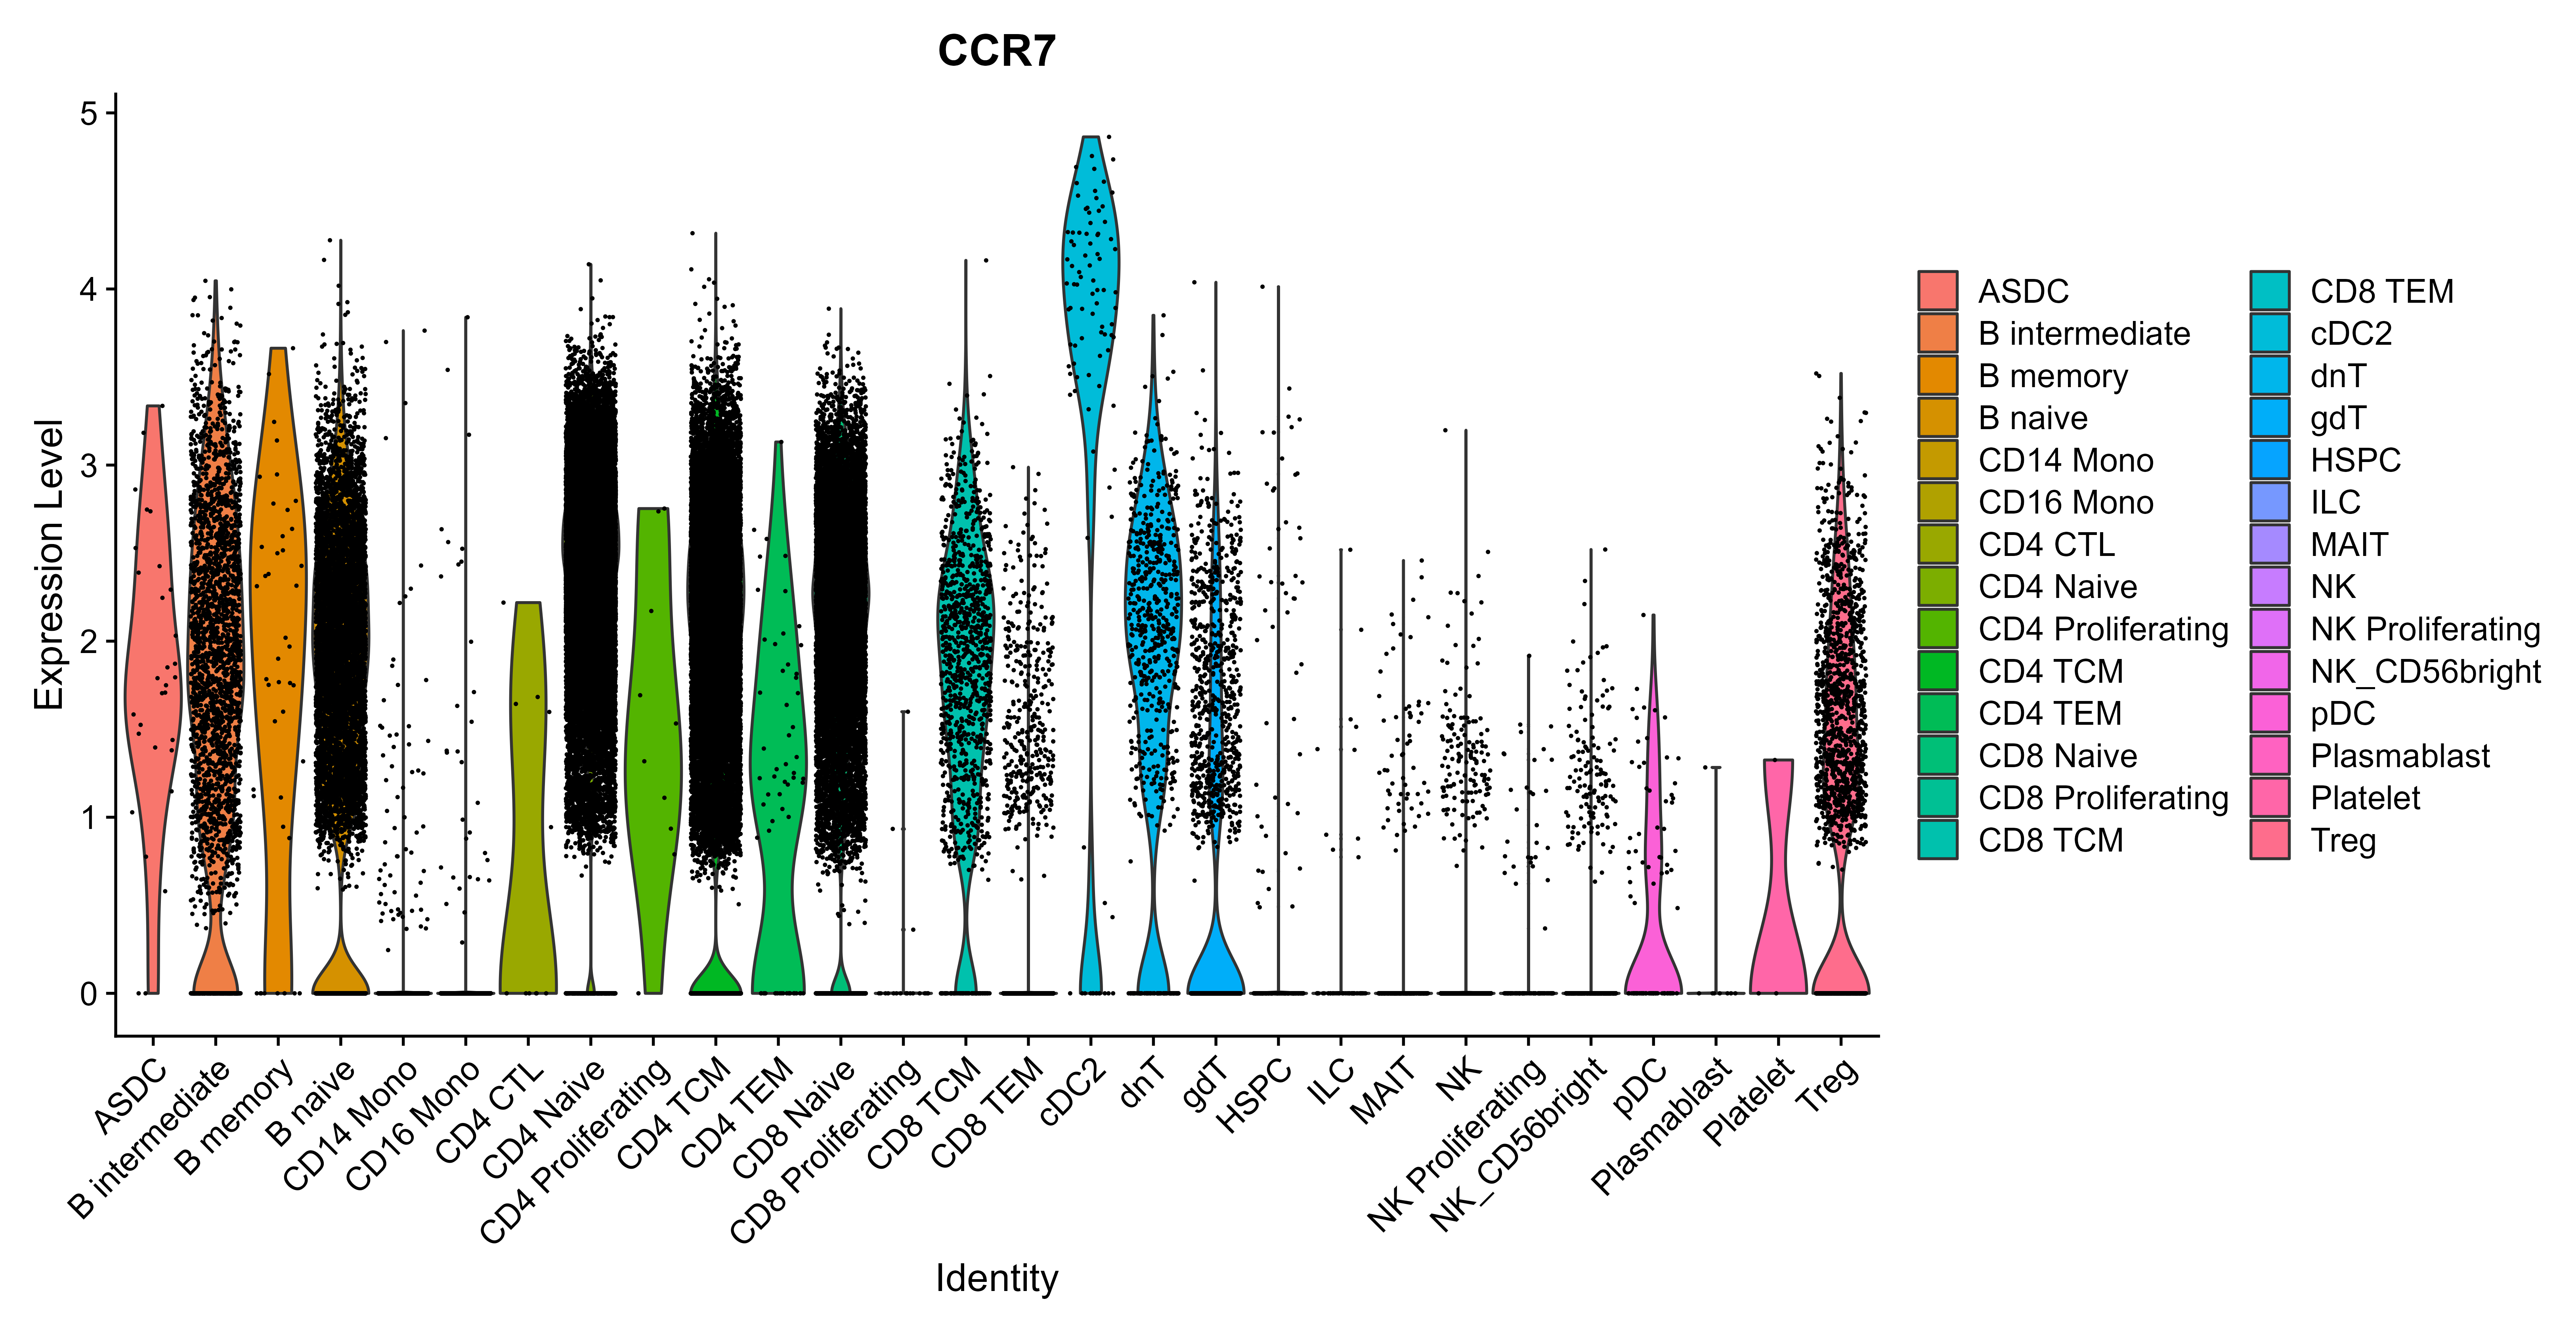 CCR7
Expression Level
5
4
3
2
1
0
ASDC
B intermediate
B memory
B naive
CD14 Mono
CD16 Mono
CD4 CTL
CD4 Naive
CD4 Proliferating
CD4 TCM
CD4 TEM
CD8 Naive
CD8 Proliferating
CD8 TCM
CD8 TEM
cDC2
dnT
gdT
HSPC
ILC
MAIT
NK
NK Proliferating
NK_CD56bright
pDC
Plasmablast
Platelet
Treg
Identity
ASDC
B intermediate
B memory
B naive
CD14 Mono
CD16 Mono
CD4 CTL
CD4 Naive
CD4 Proliferating
CD4 TCM
CD4 TEM
CD8 Naive
CD8 Proliferating
CD8 TCM
CD8 TEM
cDC2
dnT
gdT
HSPC
ILC
MAIT
NK
NK Proliferating
NK_CD56bright
pDC
Plasmablast
Platelet
Treg